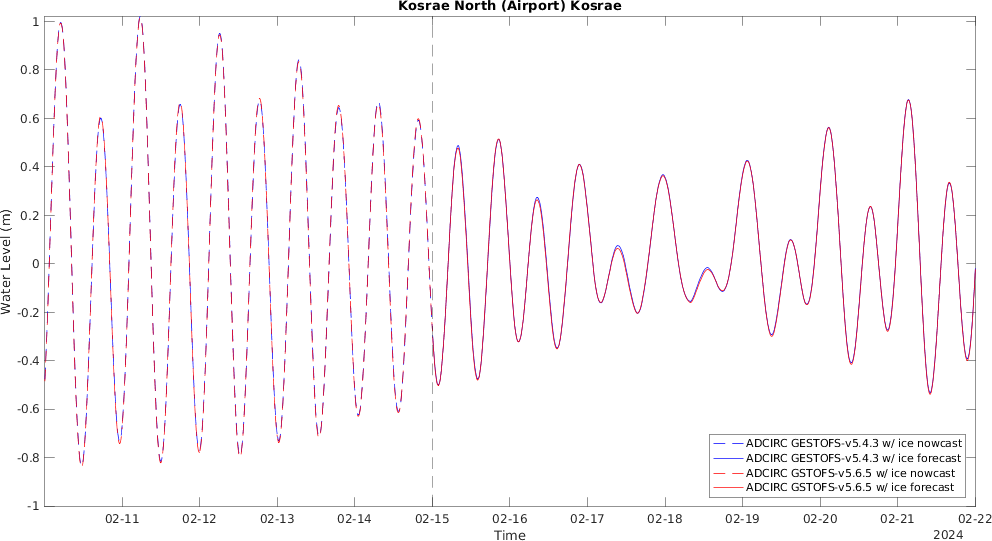 Kosrae North (Airport) Kosrae
1
0.8
0.6
0.4
0.2
0
-0.2
-0.4
-0.6
-0.8
-1
Water Level (m)
ADCIRC GESTOFS-v5.4.3 w/ ice nowcast
ADCIRC GESTOFS-v5.4.3 w/ ice forecast
ADCIRC GSTOFS-v5.6.5 w/ ice nowcast
ADCIRC GSTOFS-v5.6.5 w/ ice forecast
02-11 02-12 02-13 02-14 02-15 02-16 02-17 02-18 02-19 02-20 02-21 02-22
Time
2024